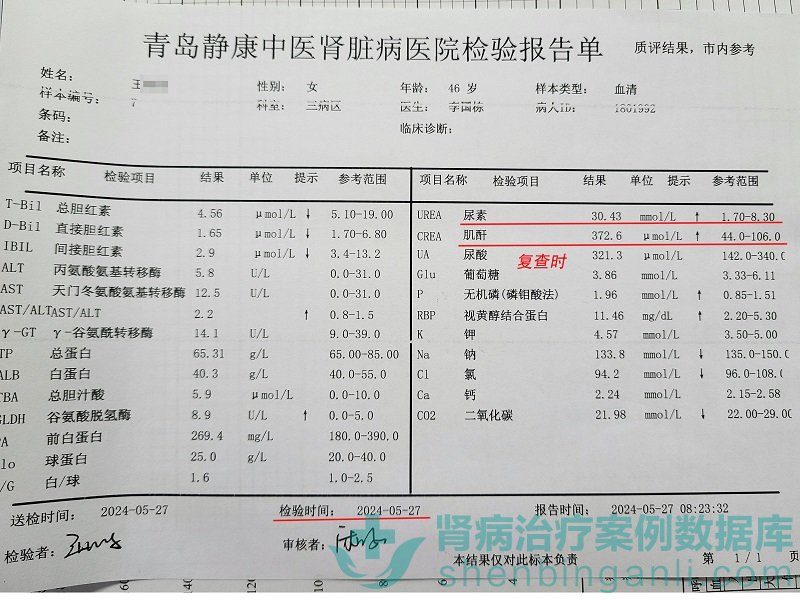 青岛静康中医肾脏病医院检验报告单 质评结果，市内参考
姓名： 王 性别： 女 年龄： 46 岁 样本类型： 血清
样本编号： 7 科室： 三病区 医生： 李国栋 病人ID： 1801992
条码：
备注： 临床诊断：
项目名称 检验项目 结果 单位 提示 参考范围
T-Bil 总胆红素 4.56 μmol/L ↓ 5.10-19.00
D-Bil 直接胆红素 1.65 μmol/L ↓ 1.70-6.80
IBIL 间接胆红素 2.9 μmol/L ↓ 3.4-13.2
ALT 丙氨酸氨基转移酶 5.8 U/L 0.0-31.0
AST 天门冬氨酸氨基转移酶 12.5 U/L 0.0-31.0
AST/ALT AST/ALT 2.2 ↑ 0.8-1.5
γ-GT γ-谷氨酰转移酶 14.1 U/L 9.0-39.0
TP 总蛋白 65.31 g/L 65.00-85.00
ALB 白蛋白 40.3 g/L 40.0-55.0
TBA 总胆汁酸 5.9 μmol/L 0.0-10.0
GLDH 谷氨酸脱氢酶 8.9 U/L ↑ 0.0-5.0
PA 前白蛋白 269.4 mg/L 180.0-390.0
lo 球蛋白 25.0 g/L 20.0-40.0
/G 白/球 1.6 1.0-2.5
项目名称 检验项目 结果 单位 提示 参考范围
UREA 尿素 30.43 mmol/L ↑ 1.70-8.30
CREA 肌酐 372.6 μmol/L ↑ 44.0-106.0
UA 尿酸 321.3 μmol/L 142.0-340.0
复查时
Glu 葡萄糖 3.86 mmol/L 3.33-6.11
P 无机磷(磷钼酸法) 1.96 mmol/L ↑ 0.85-1.51
RBP 视黄醇结合蛋白 11.46 mg/dL ↑ 2.20-5.30
K 钾 4.57 mmol/L 3.50-5.00
Na 钠 133.8 mmol/L ↓ 135.0-150.0
Cl 氯 94.2 mmol/L ↓ 96.0-108.0
Ca 钙 2.24 mmol/L 2.15-2.58
CO2 二氧化碳 21.98 mmol/L ↓ 22.00-29.00
送检时间： 2024-05-27 检验时间： 2024-05-27 报告时间： 2024-05-27 08:23:32
检验者： 审核者： 本结果仅对此标本负责 第 1/1 页
肾病治疗案例数据库
shenbinganli.com